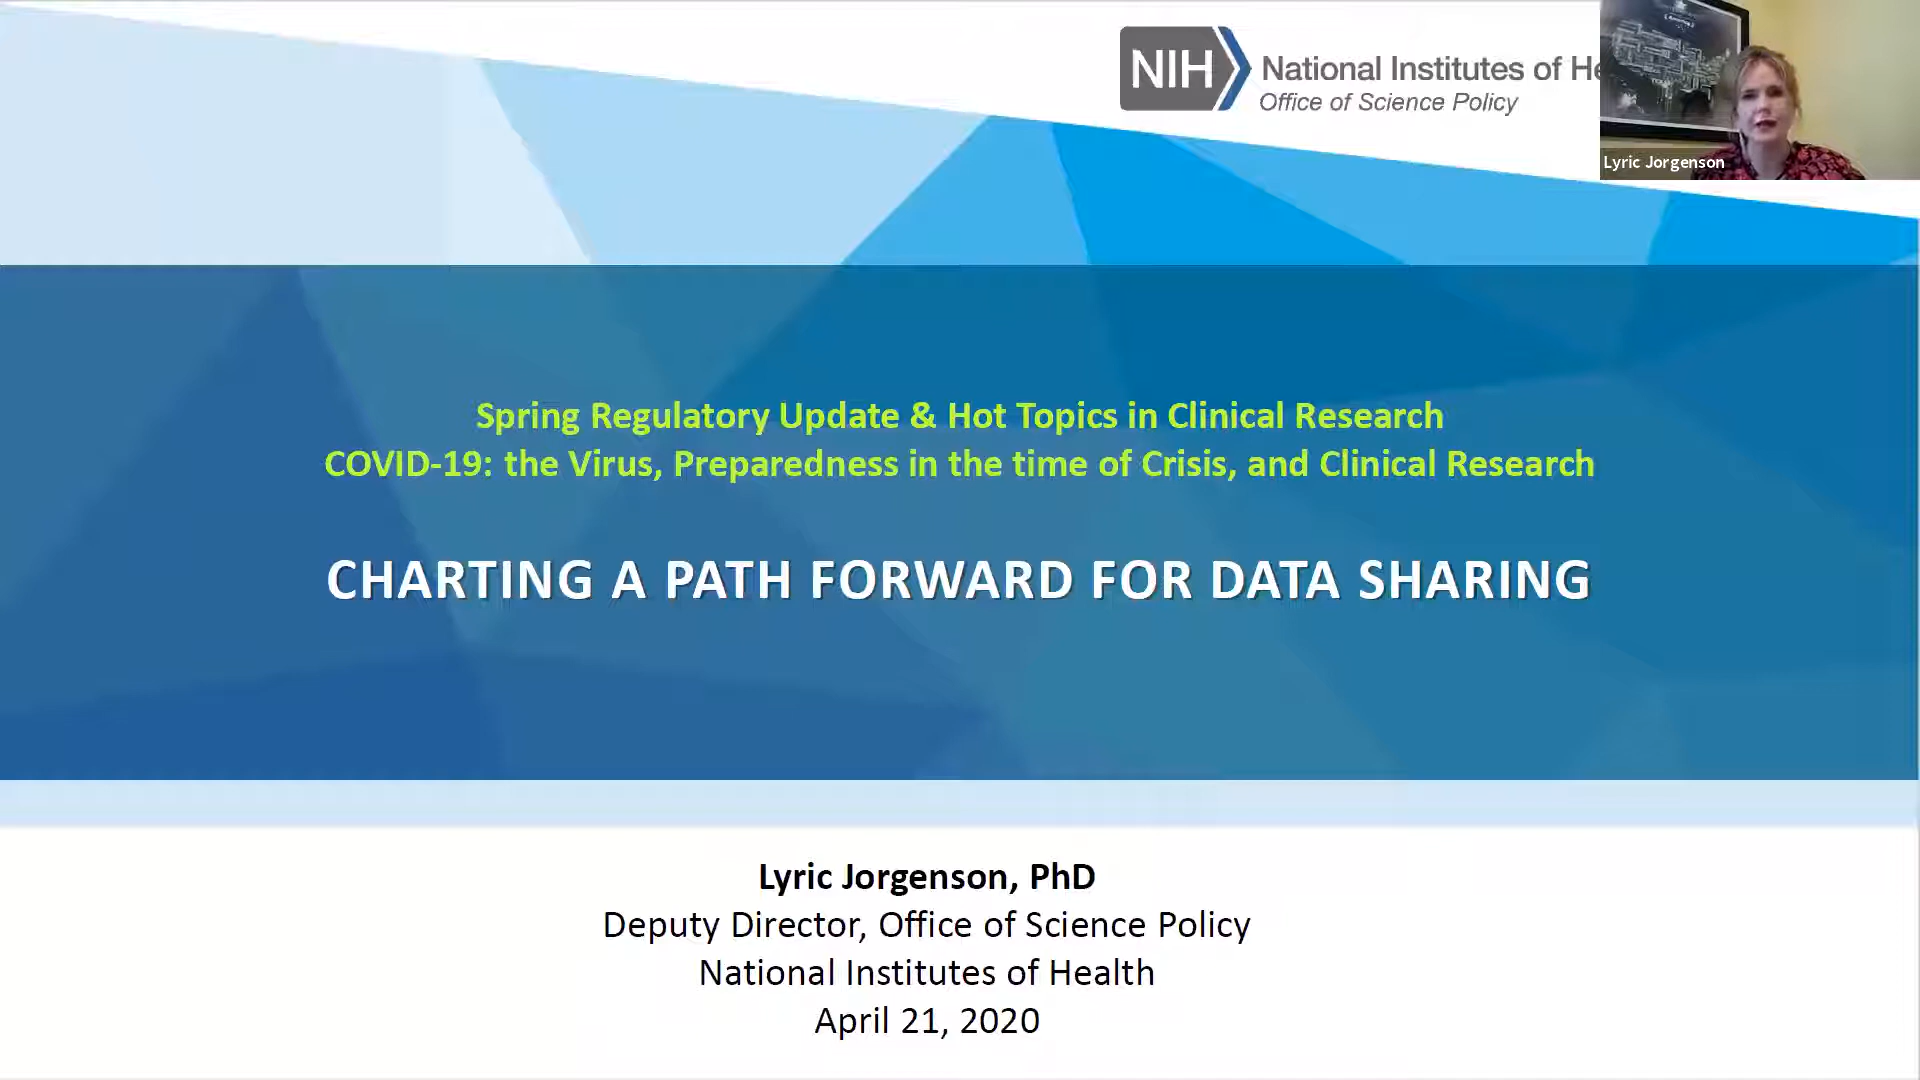 NIH National Institutes of He
Office of Science Policy
Lyric Jorgenson
Spring Regulatory Update & Hot Topics in Clinical Research
COVID-19: the Virus, Preparedness in the time of Crisis, and Clinical Research
CHARTING A PATH FORWARD FOR DATA SHARING
Lyric Jorgenson, PhD
Deputy Director, Office of Science Policy
National Institutes of Health
April 21, 2020